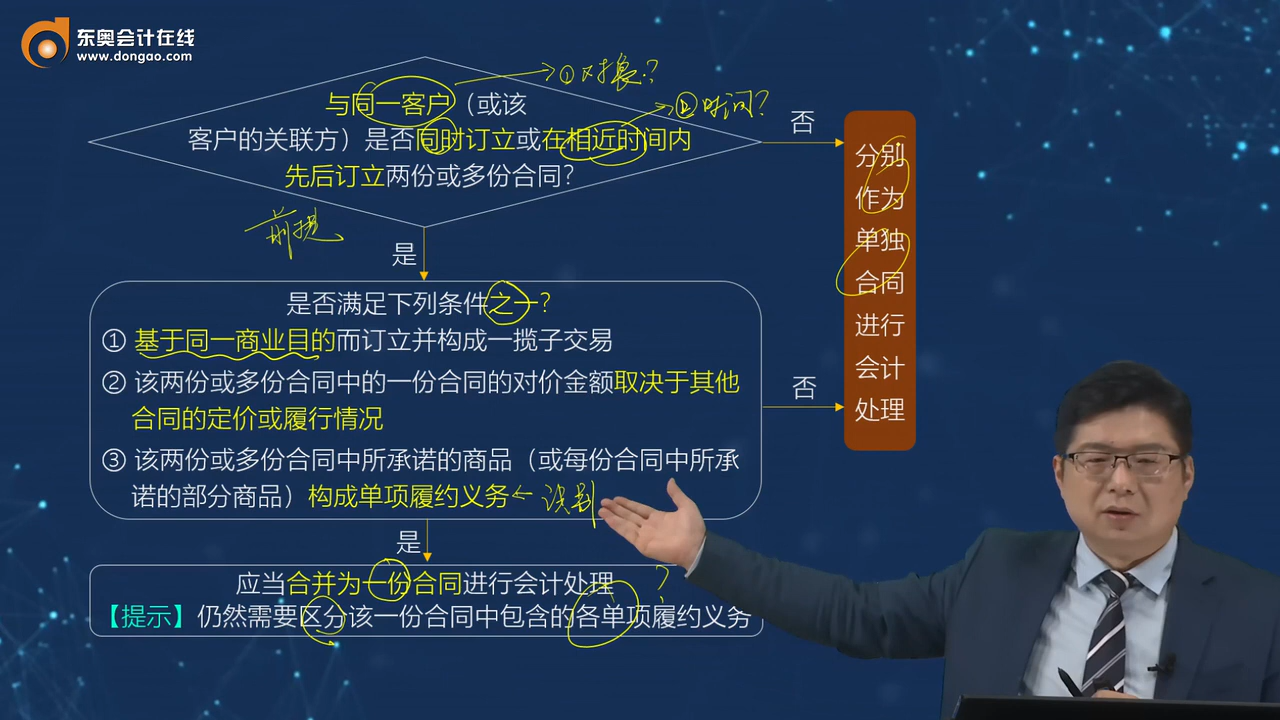 东奥会计在线
www.dongao.com
与同一客户（或该
客户的关联方）是否同时订立或在相近时间内
先后订立两份或多份合同？
→①对象？
→②时间？
否
前提
是
是否满足下列条件之一？
① 基于同一商业目的而订立并构成一揽子交易
② 该两份或多份合同中的一份合同的对价金额取决于其他
合同的定价或履行情况
③ 该两份或多份合同中所承诺的商品（或每份合同中所承
诺的部分商品）构成单项履约义务←识别
否
分别
作为
单独
合同
进行
会计
处理
是
应当合并为一份合同进行会计处理？
【提示】仍然需要区分该一份合同中包含的各单项履约义务